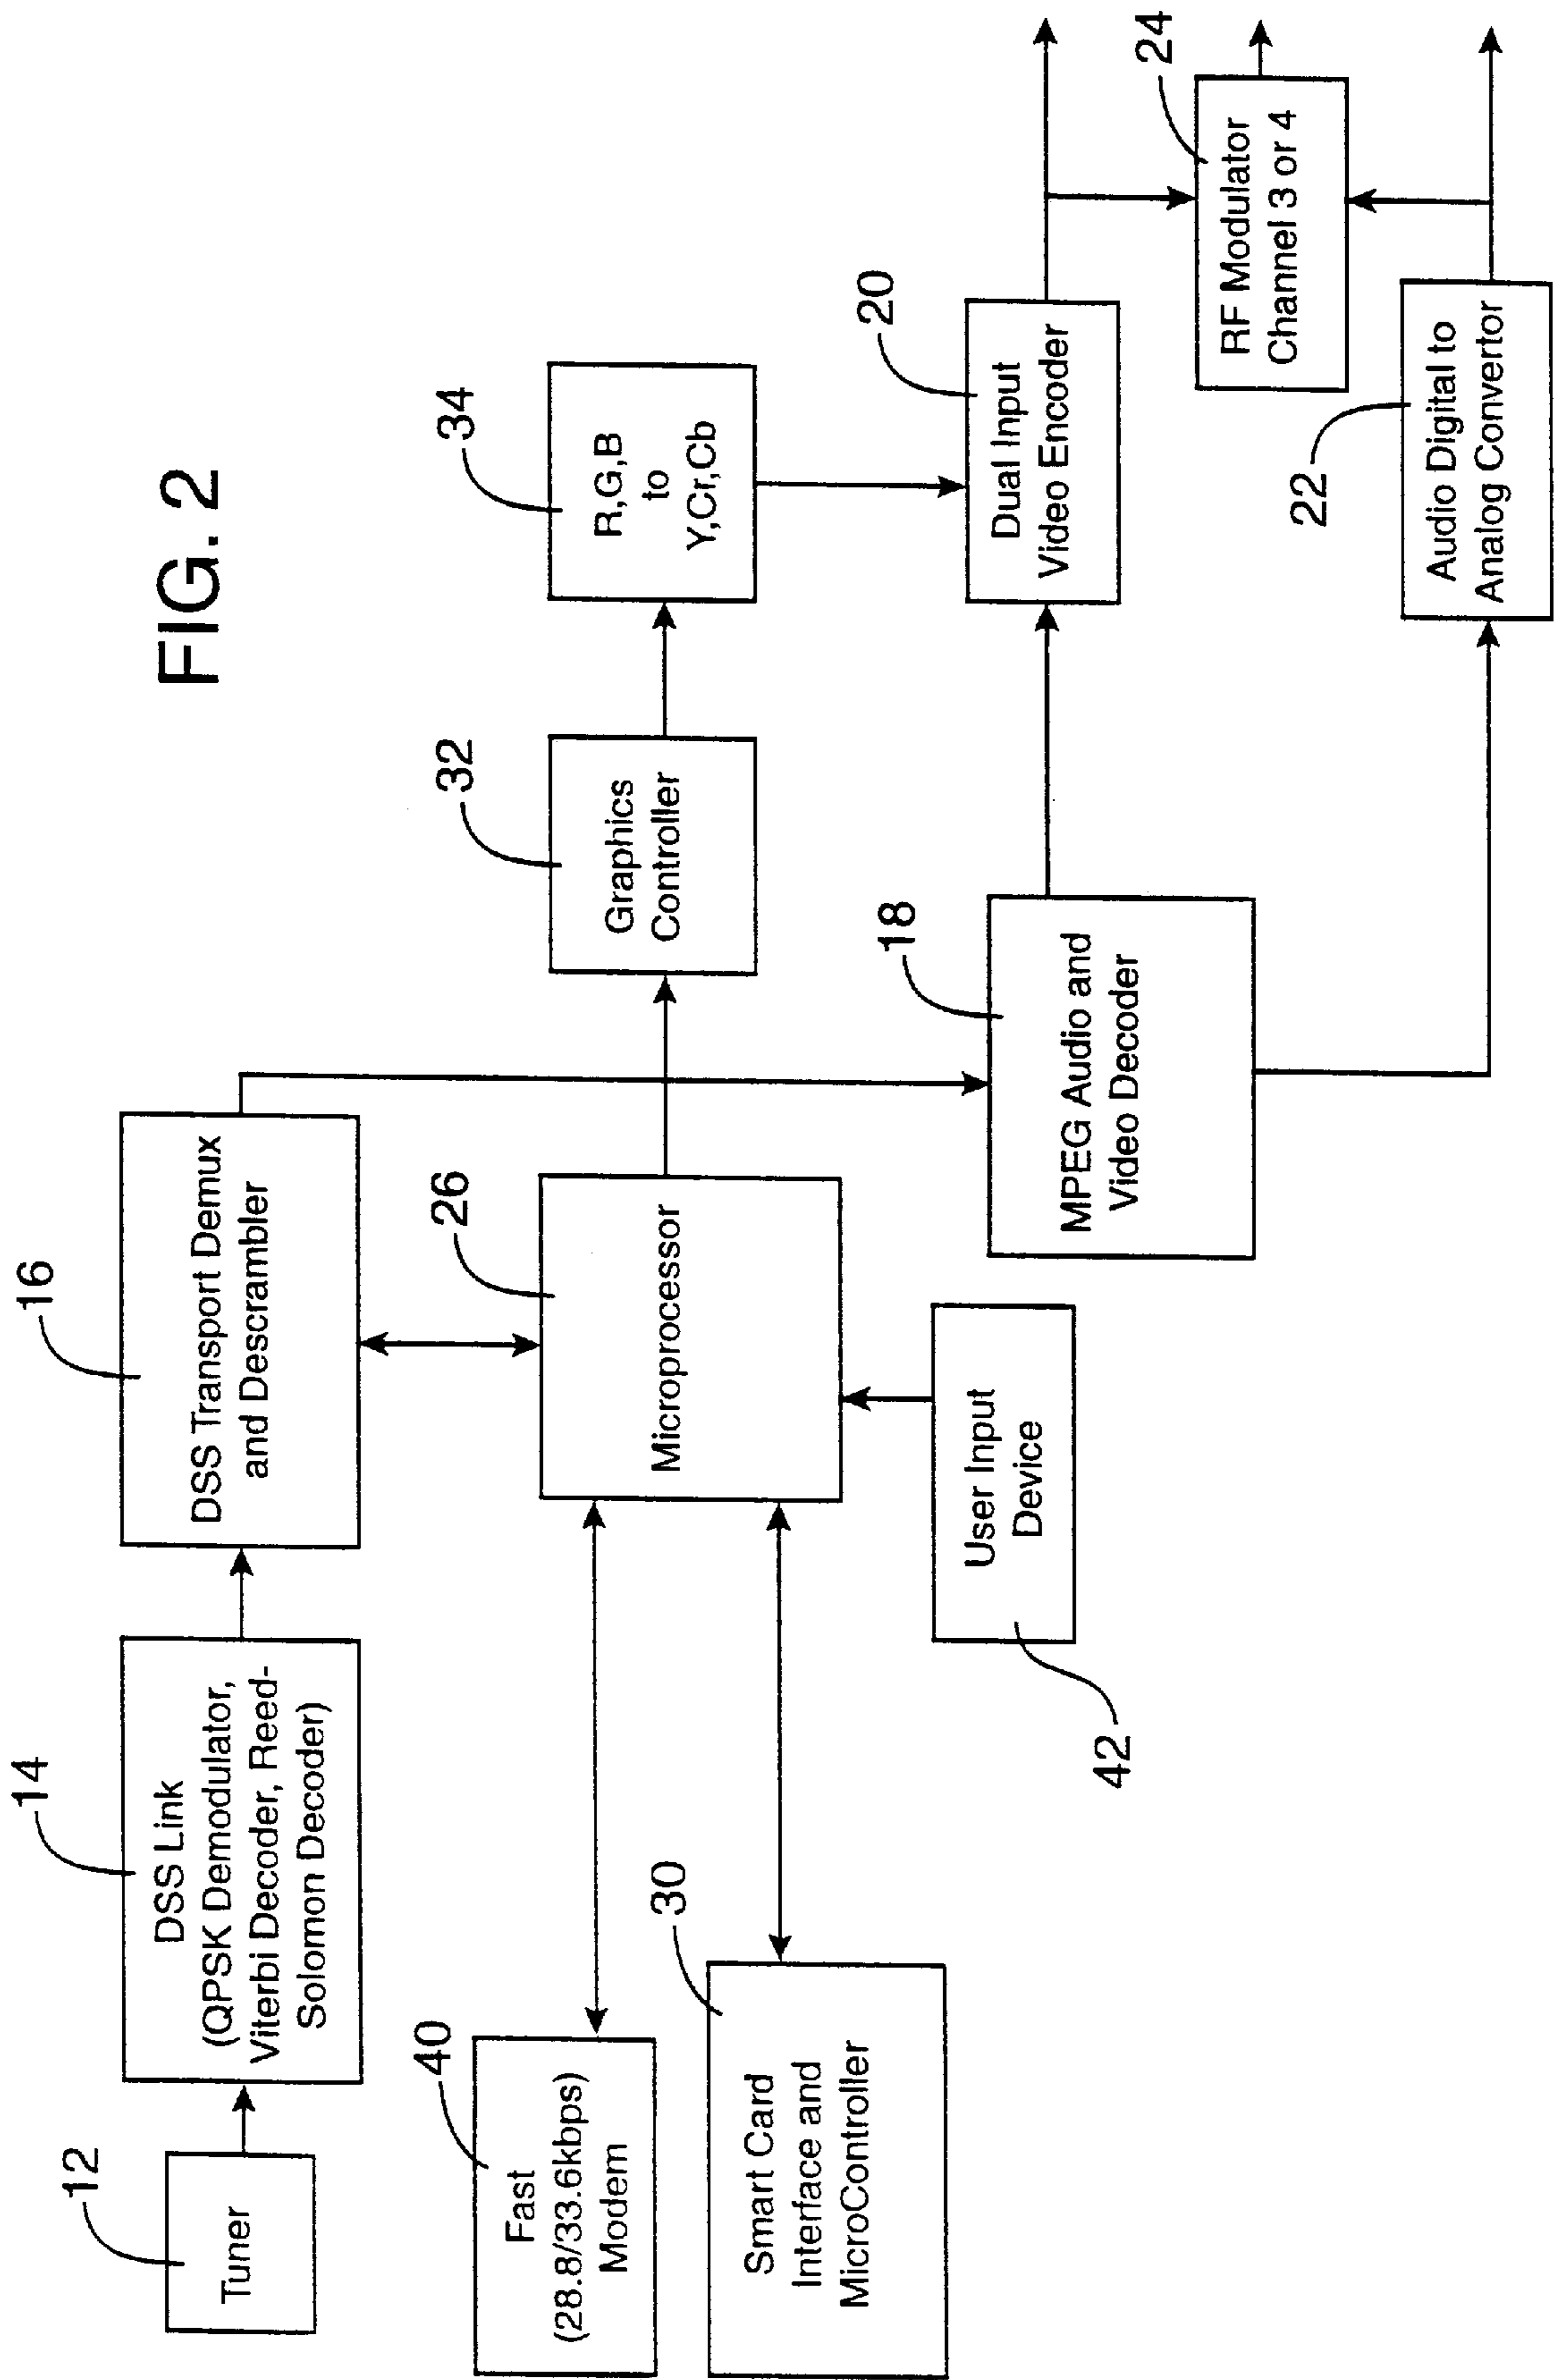 FIG. 2
12
Tuner
14
DSS Link
(QPSK Demodulator,
Viterbi Decoder, Reed-
Solomon Decoder)
16
DSS Transport Demux
and Descrambler
40
Fast
(28.8/33.6kbps)
Modem
26
Microprocessor
32
Graphics
Controller
34
R,G,B
to
Y,Cr,Cb
30
Smart Card
Interface and
MicroController
42
User Input
Device
18
MPEG Audio and
Video Decoder
20
Dual Input
Video Encoder
24
RF Modulator
Channel 3 or 4
22
Audio Digital to
Analog Convertor